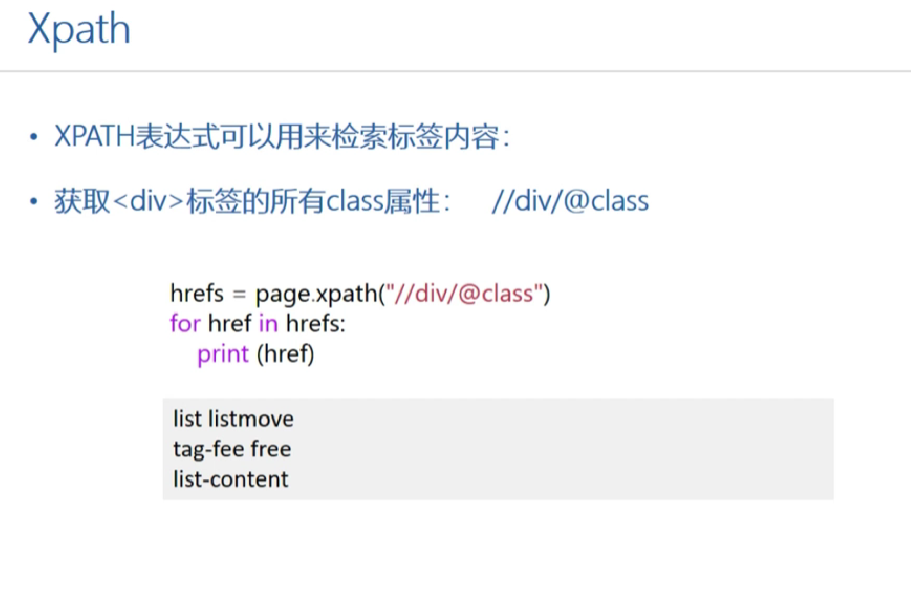 Xpath
• XPATH表达式可以用来检索标签内容：
• 获取<div>标签的所有class属性： //div/@class
hrefs = page.xpath("//div/@class")
for href in hrefs:
    print (href)
list listmove
tag-fee free
list-content